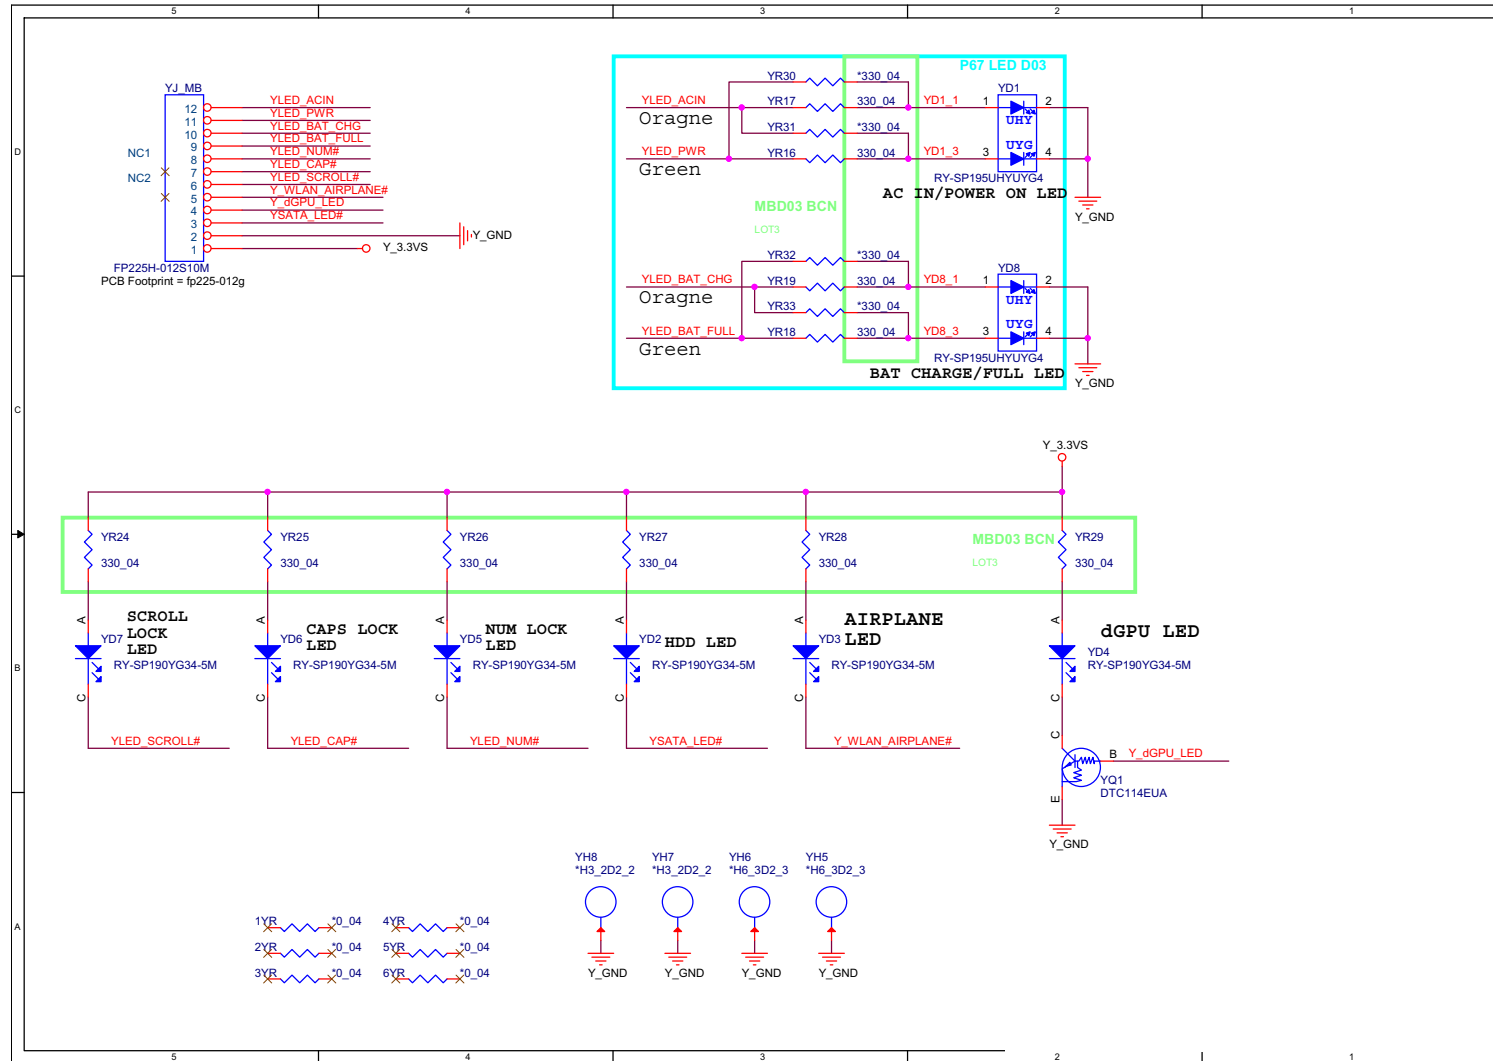 5 4 3 2 1
D
C
B
A
YJ_MB
12 YLED_ACIN
11 YLED_PWR
10 YLED_BAT_CHG
9 YLED_BAT_FULL
8 YLED_NUM#
7 YLED_CAP#
6 YLED_SCROLL#
5 Y_WLAN_AIRPLANE#
4 Y_dGPU_LED
3 YSATA_LED#
2 Y_GND
1 Y_3.3VS
NC1
NC2
FP225H-012S10M
PCB Footprint = fp225-012g
P67 LED D03
YR30 *330_04
YLED_ACIN YR17 330_04 YD1_1 1 YD1 2
Oragne
UHY
YR31 *330_04
UYG
YLED_PWR YR16 330_04 YD1_3 3 4
Green
RY-SP195UHYUYG4
AC IN/POWER ON LED
Y_GND
MBD03 BCN
LOT3
YR32 *330_04
YLED_BAT_CHG YR19 330_04 YD8_1 1 YD8 2
Oragne
UHY
YR33 *330_04
UYG
YLED_BAT_FULL YR18 330_04 YD8_3 3 4
Green
RY-SP195UHYUYG4
BAT CHARGE/FULL LED
Y_GND
Y_3.3VS
YR24 YR25 YR26 YR27 YR28 MBD03 BCN YR29
330_04 330_04 330_04 330_04 330_04 LOT3 330_04
A A A A A A
SCROLL
LOCK
LED
YD7
RY-SP190YG34-5M
CAPS LOCK
LED
YD6
RY-SP190YG34-5M
NUM LOCK
LED
YD5
RY-SP190YG34-5M
HDD LED
YD2
RY-SP190YG34-5M
AIRPLANE
LED
YD3
RY-SP190YG34-5M
dGPU LED
YD4
RY-SP190YG34-5M
C C C C C C
YLED_SCROLL# YLED_CAP# YLED_NUM# YSATA_LED# Y_WLAN_AIRPLANE#
C
B Y_dGPU_LED
YQ1
DTC114EUA
E
Y_GND
YH8 YH7 YH6 YH5
*H3_2D2_2 *H3_2D2_2 *H6_3D2_3 *H6_3D2_3
Y_GND Y_GND Y_GND Y_GND
1YR *0_04 4YR *0_04
2YR *0_04 5YR *0_04
3YR *0_04 6YR *0_04
5 4 3 2 1